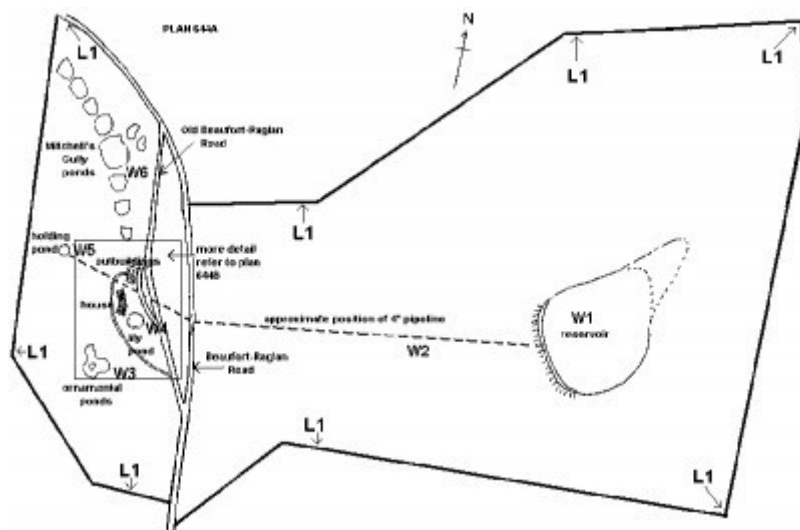 PLAN 644A
N
L1
L1
L1
Old Beaufort-Raglan
Road
Mitchell's
Gully
ponds
W6
L1
holding
pond
W5
more detail
refer to plan
644B
outbuildings
house
W4
lily
pond
approximate position of 4" pipeline
W2
W1
reservoir
L1
W3
ornamental
ponds
Beaufort-Raglan
Road
L1
L1
L1